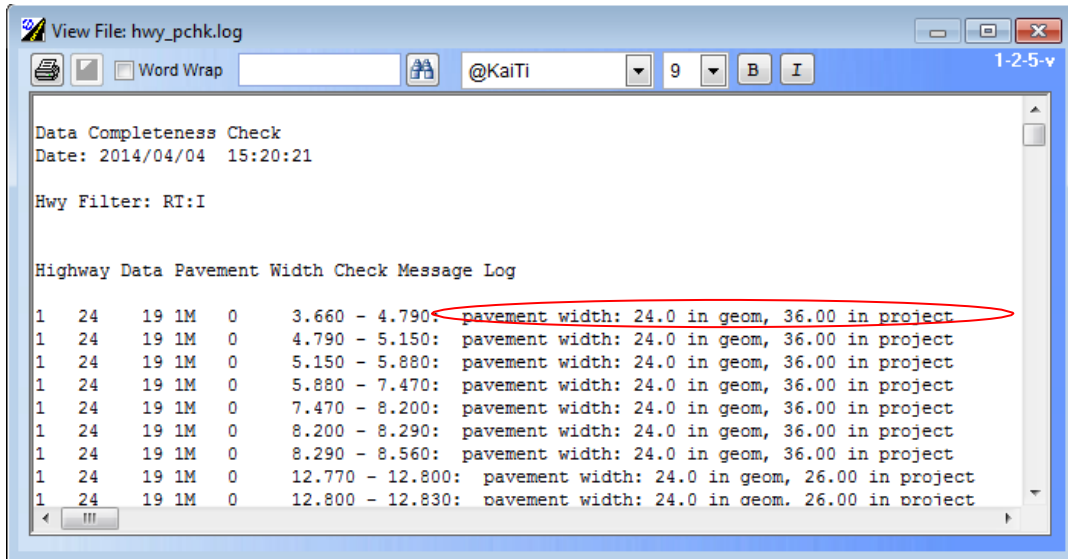 View File: hwy_pchk.log
Word Wrap @KaiTi 9 B I 1-2-5-v
Data Completeness Check
Date: 2014/04/04 15:20:21
Hwy Filter: RT:I
Highway Data Pavement Width Check Message Log
1 24 19 1M 0 3.660 - 4.790: pavement width: 24.0 in geom, 36.00 in project
1 24 19 1M 0 4.790 - 5.150: pavement width: 24.0 in geom, 36.00 in project
1 24 19 1M 0 5.150 - 5.880: pavement width: 24.0 in geom, 36.00 in project
1 24 19 1M 0 5.880 - 7.470: pavement width: 24.0 in geom, 36.00 in project
1 24 19 1M 0 7.470 - 8.200: pavement width: 24.0 in geom, 36.00 in project
1 24 19 1M 0 8.200 - 8.290: pavement width: 24.0 in geom, 36.00 in project
1 24 19 1M 0 8.290 - 8.560: pavement width: 24.0 in geom, 36.00 in project
1 24 19 1M 0 12.770 - 12.800: pavement width: 24.0 in geom, 26.00 in project
1 24 19 1M 0 12.800 - 12.830: pavement width: 24.0 in geom, 26.00 in project